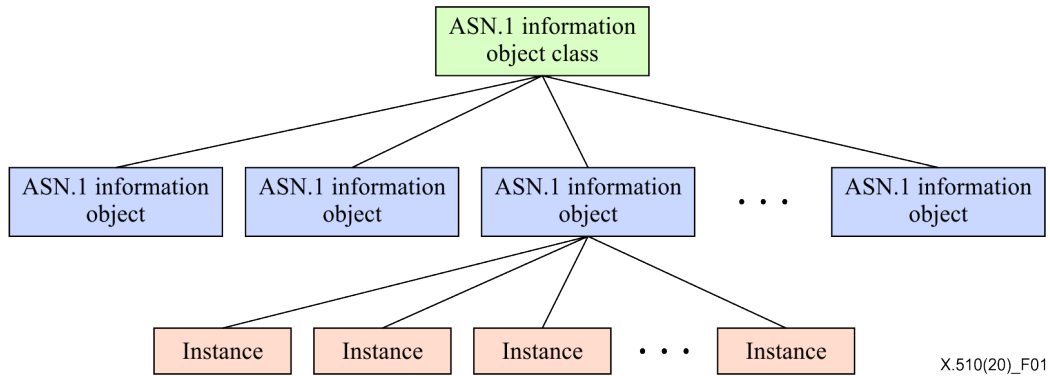 ASN.1 information
object class
ASN.1 information
object
ASN.1 information
object
ASN.1 information
object
. . .
ASN.1 information
object
Instance
Instance
Instance
. . .
Instance
X.510(20)_F01